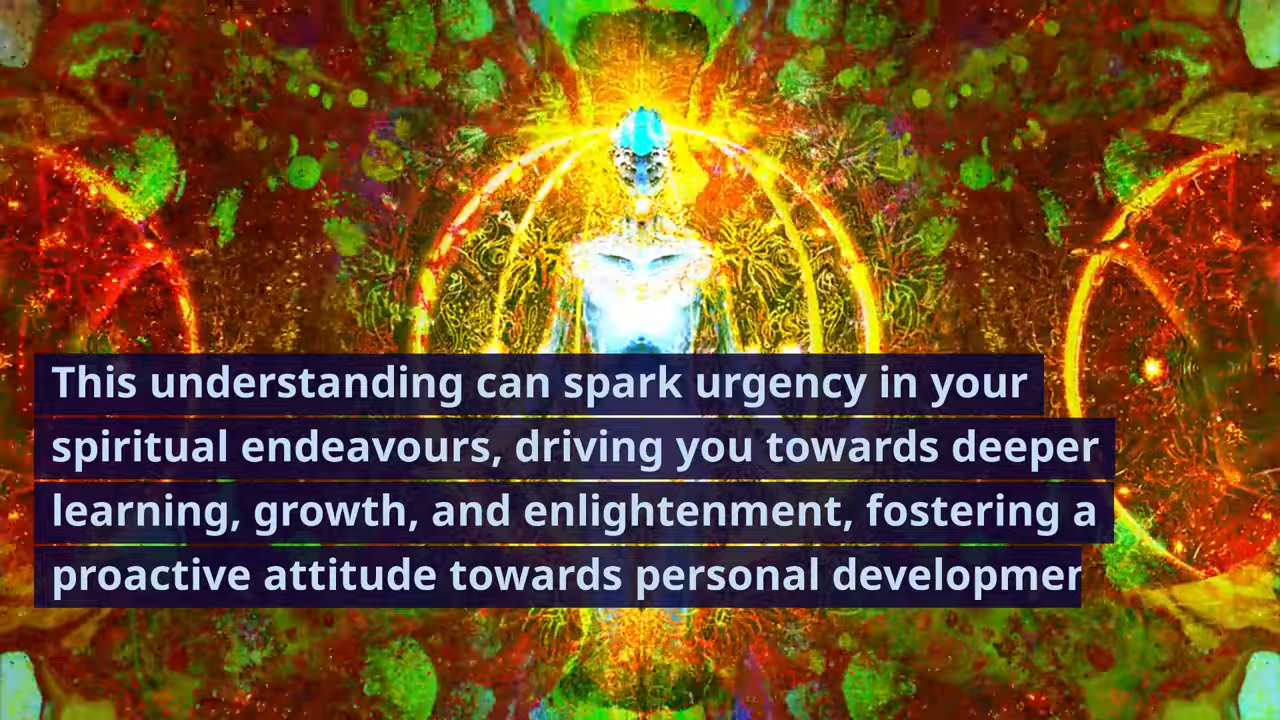 This understanding can spark urgency in your
spiritual endeavours, driving you towards deeper
learning, growth, and enlightenment, fostering a
proactive attitude towards personal developmen